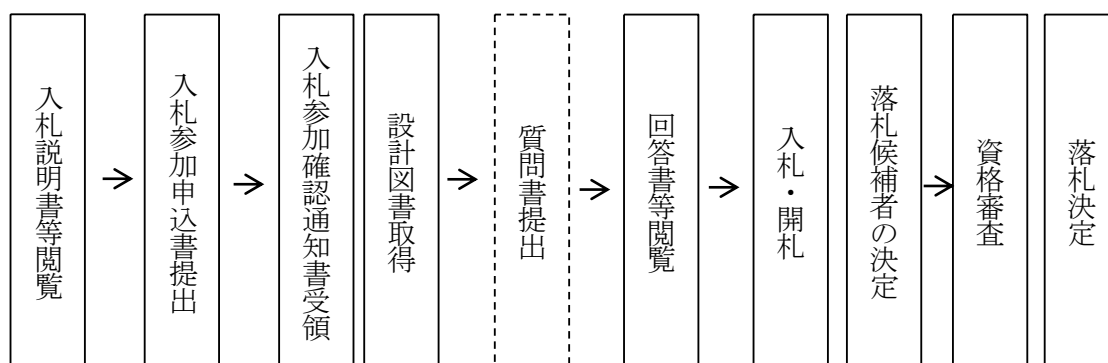 入札説明書等閲覧
入札参加申込書提出
入札参加確認通知書受領
設計図書取得
質問書提出
回答書等閲覧
入札・開札
落札候補者の決定
資格審査
落札決定